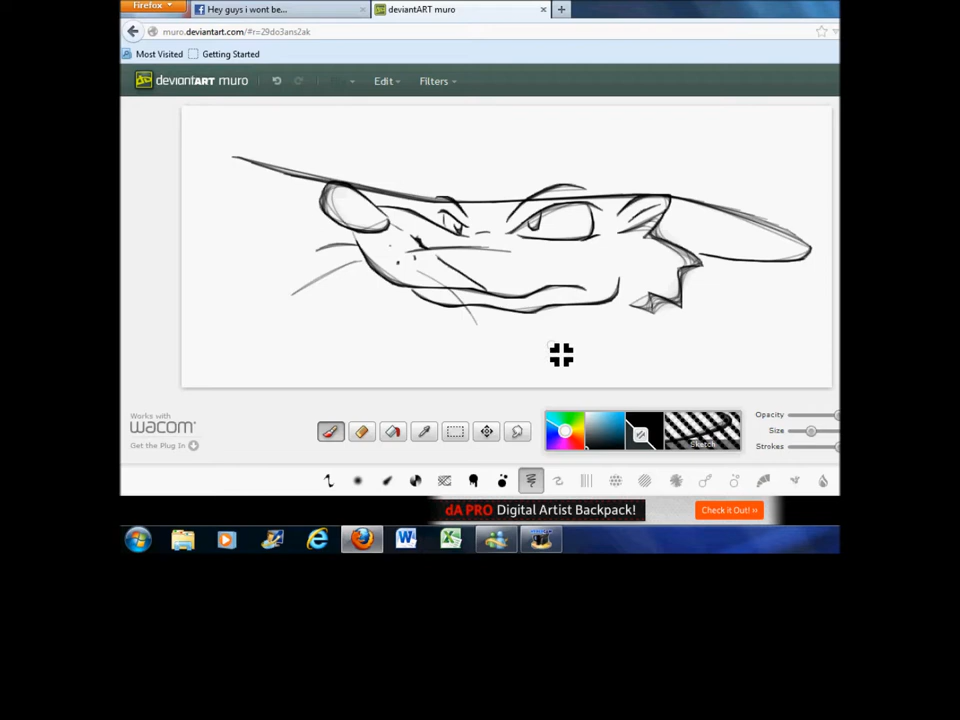 Firefox
Hey guys i wont be...
deviantART muro
muro.deviantart.com/#r=29do3ans2ak
Most Visited
Getting Started
deviantART muro
Edit
Filters
Works with
wacom
Get the Plug In
Sketch
Opacity
Size
Strokes
dA PRO Digital Artist Backpack!
Check it Out! »